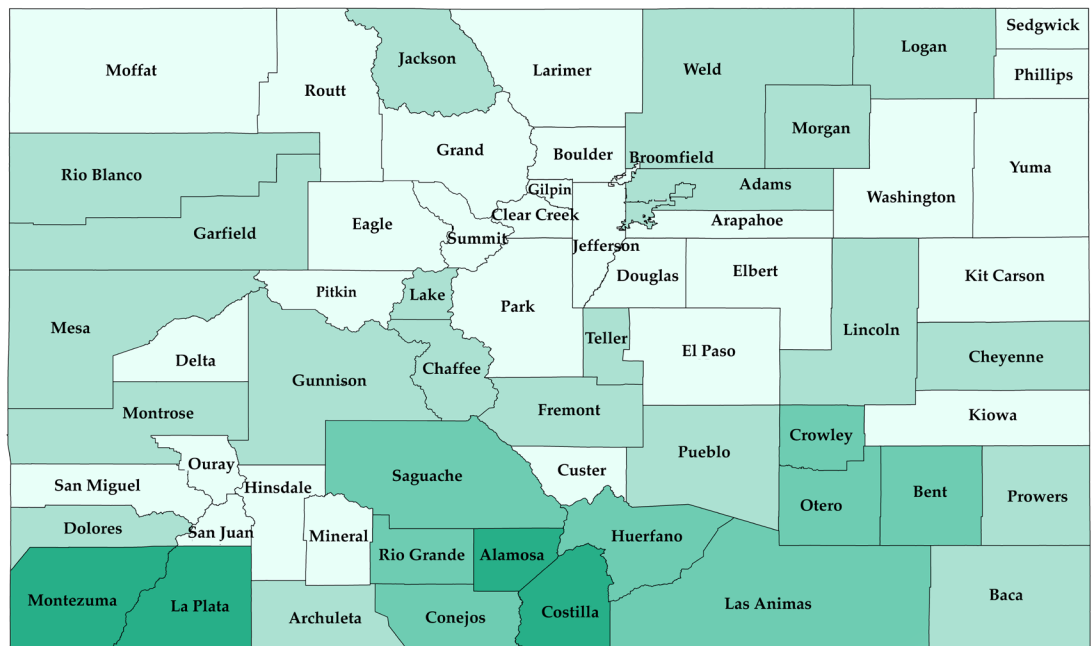 Sedgwick
Logan
Jackson
Moffat
Larimer
Weld
Phillips
Routt
Morgan
Grand
Boulder
Broomfield
Yuma
Rio Blanco
Gilpin
Adams
Washington
Clear Creek
Arapahoe
Eagle
Garfield
Summit
Jefferson
Douglas
Elbert
Kit Carson
Pitkin
Lake
Park
Mesa
Lincoln
Teller
El Paso
Cheyenne
Delta
Chaffee
Gunnison
Montrose
Fremont
Kiowa
Crowley
Pueblo
Ouray
Custer
Saguache
San Miguel
Hinsdale
Bent
Prowers
Otero
Dolores
San Juan
Mineral
Huerfano
Rio Grande
Alamosa
Montezuma
La Plata
Las Animas
Baca
Archuleta
Conejos
Costilla